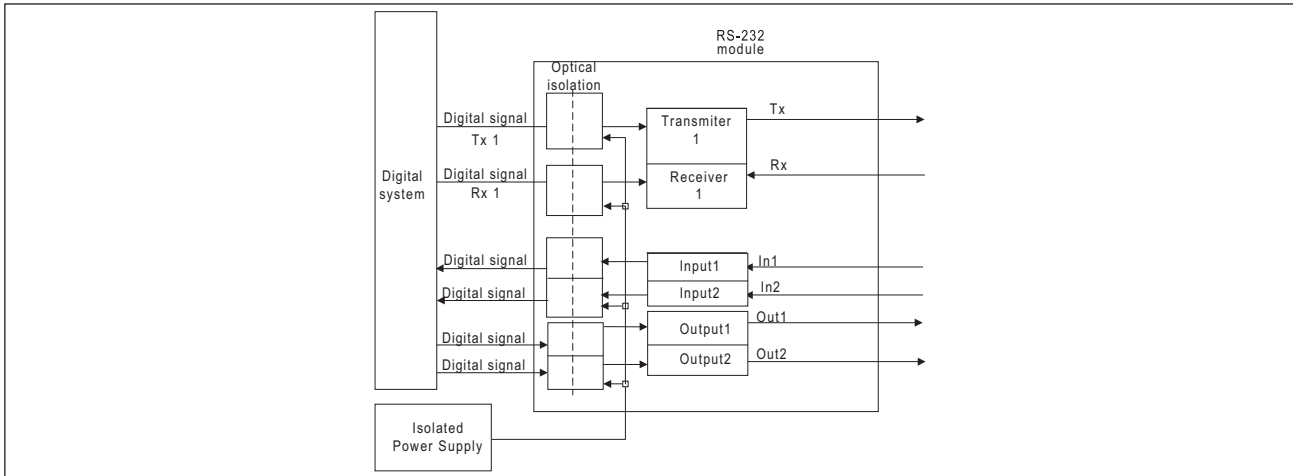 RS-232
module
Optical
isolation
Digital signal
Tx 1
Transmiter
1
Tx
Digital
system
Digital signal
Rx 1
Receiver
1
Rx
Digital signal
Input1
In1
Digital signal
Input2
In2
Digital signal
Output1
Out1
Digital signal
Output2
Out2
Isolated
Power Supply